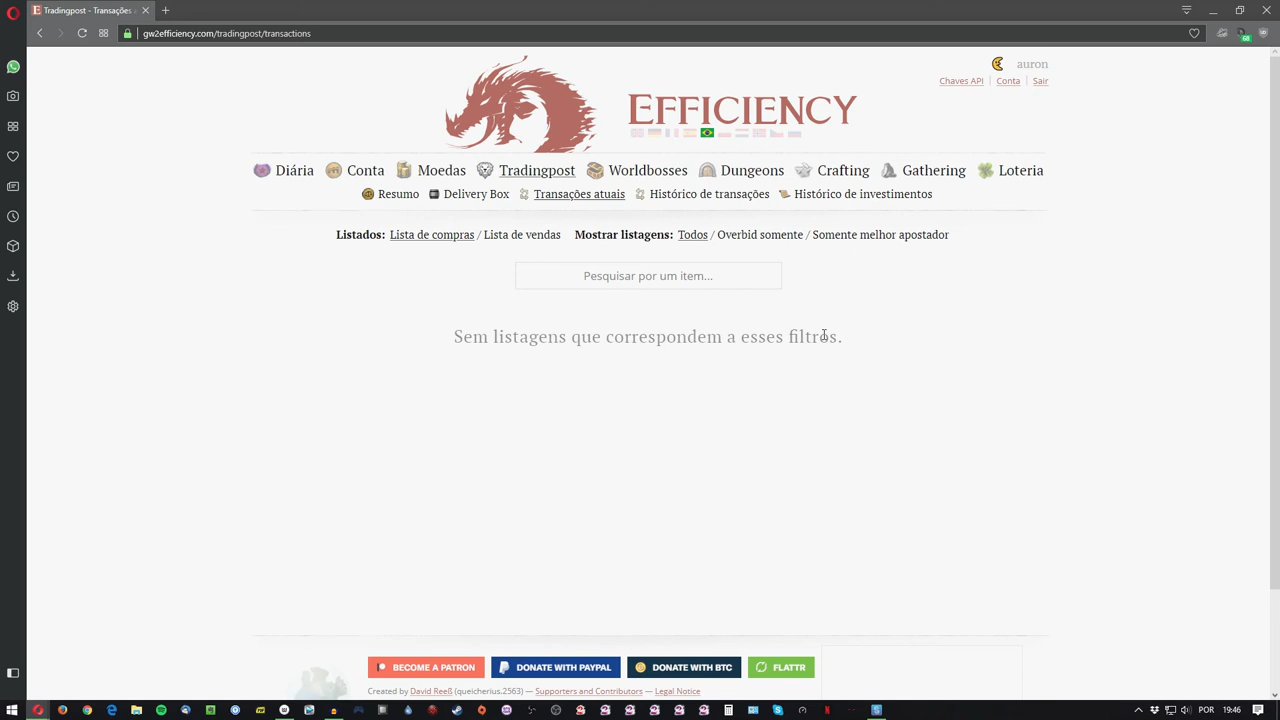 Tradingpost - Transações
gw2efficiency.com/tradingpost/transactions
68
auron
Chaves API | Conta | Sair
EFFICIENCY
Diária Conta Moedas Tradingpost Worldbosses Dungeons Crafting Gathering Loteria
Resumo Delivery Box Transações atuais Histórico de transações Histórico de investimentos
Listados: Lista de compras / Lista de vendas Mostrar listagens: Todos / Overbid somente / Somente melhor apostador
Pesquisar por um item...
Sem listagens que correspondem a esses filtros.
BECOME A PATRON DONATE WITH PAYPAL DONATE WITH BTC FLATTR
Created by David Reeß (queicherius.2563) — Supporters and Contributors — Legal Notice
POR 19:46